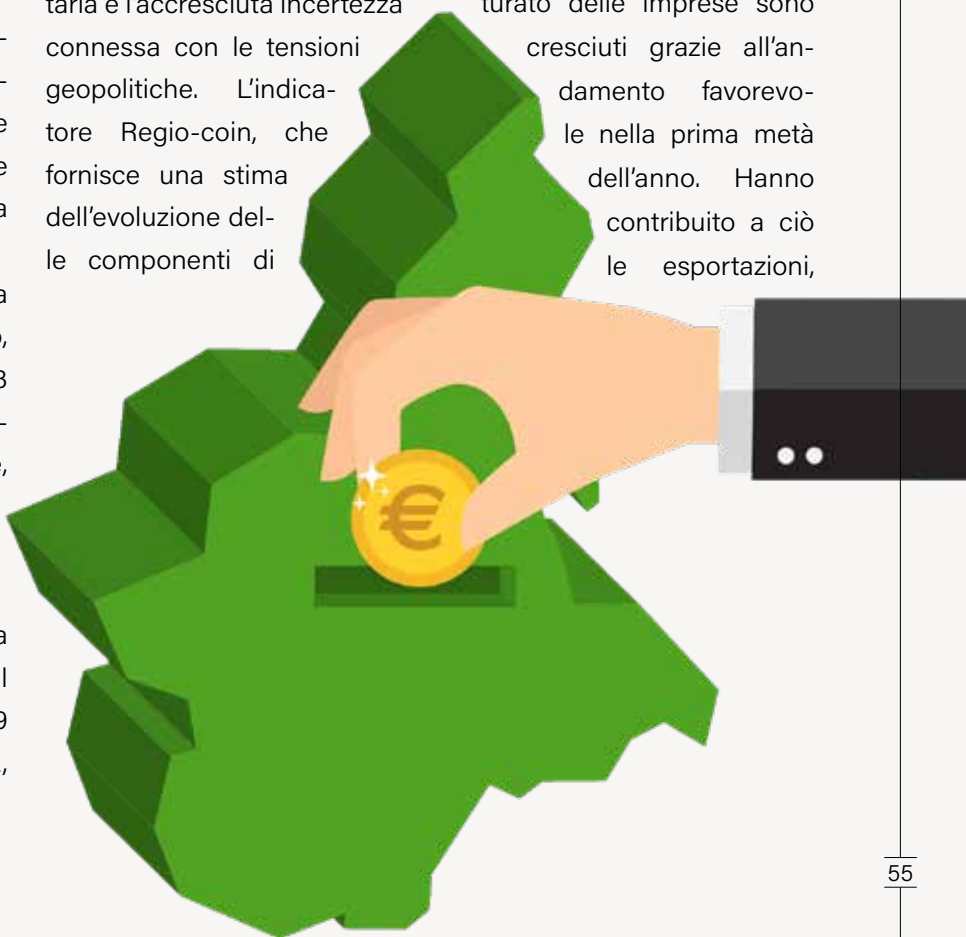 taria e l'accresciuta incertezza
connessa con le tensioni
geopolitiche. L'indica-
tore Regio-coin, che
fornisce una stima
dell'evoluzione del-
le componenti di
turato delle imprese sono
cresciuti grazie all'an-
damento favorevo-
le nella prima metà
dell'anno. Hanno
contribuito a ciò
le esportazioni,
€
55